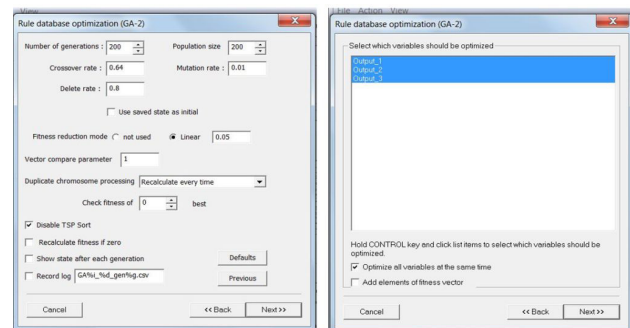 View
Rule database optimization (GA-2)
Number of generations : 200
Population size 200
Crossover rate : 0.64
Mutation rate : 0.01
Delete rate : 0.8
Use saved state as initial
Fitness reduction mode not used Linear 0.05
Vector compare parameter 1
Duplicate chromosome processing Recalculate every time
Check fitness of 0 best
Disable TSP Sort
Recalculate fitness if zero
Show state after each generation
Defaults
Record log GA%i_%d_gen%g.csv
Previous
Cancel
<< Back
Next >>
File Action View
Rule database optimization (GA-2)
Select which variables should be optimized
Output_1
Output_2
Output_3
Hold CONTROL key and click list items to select which variables should be
optimized.
Optimize all variables at the same time
Add elements of fitness vector
Cancel
<< Back
Next >>